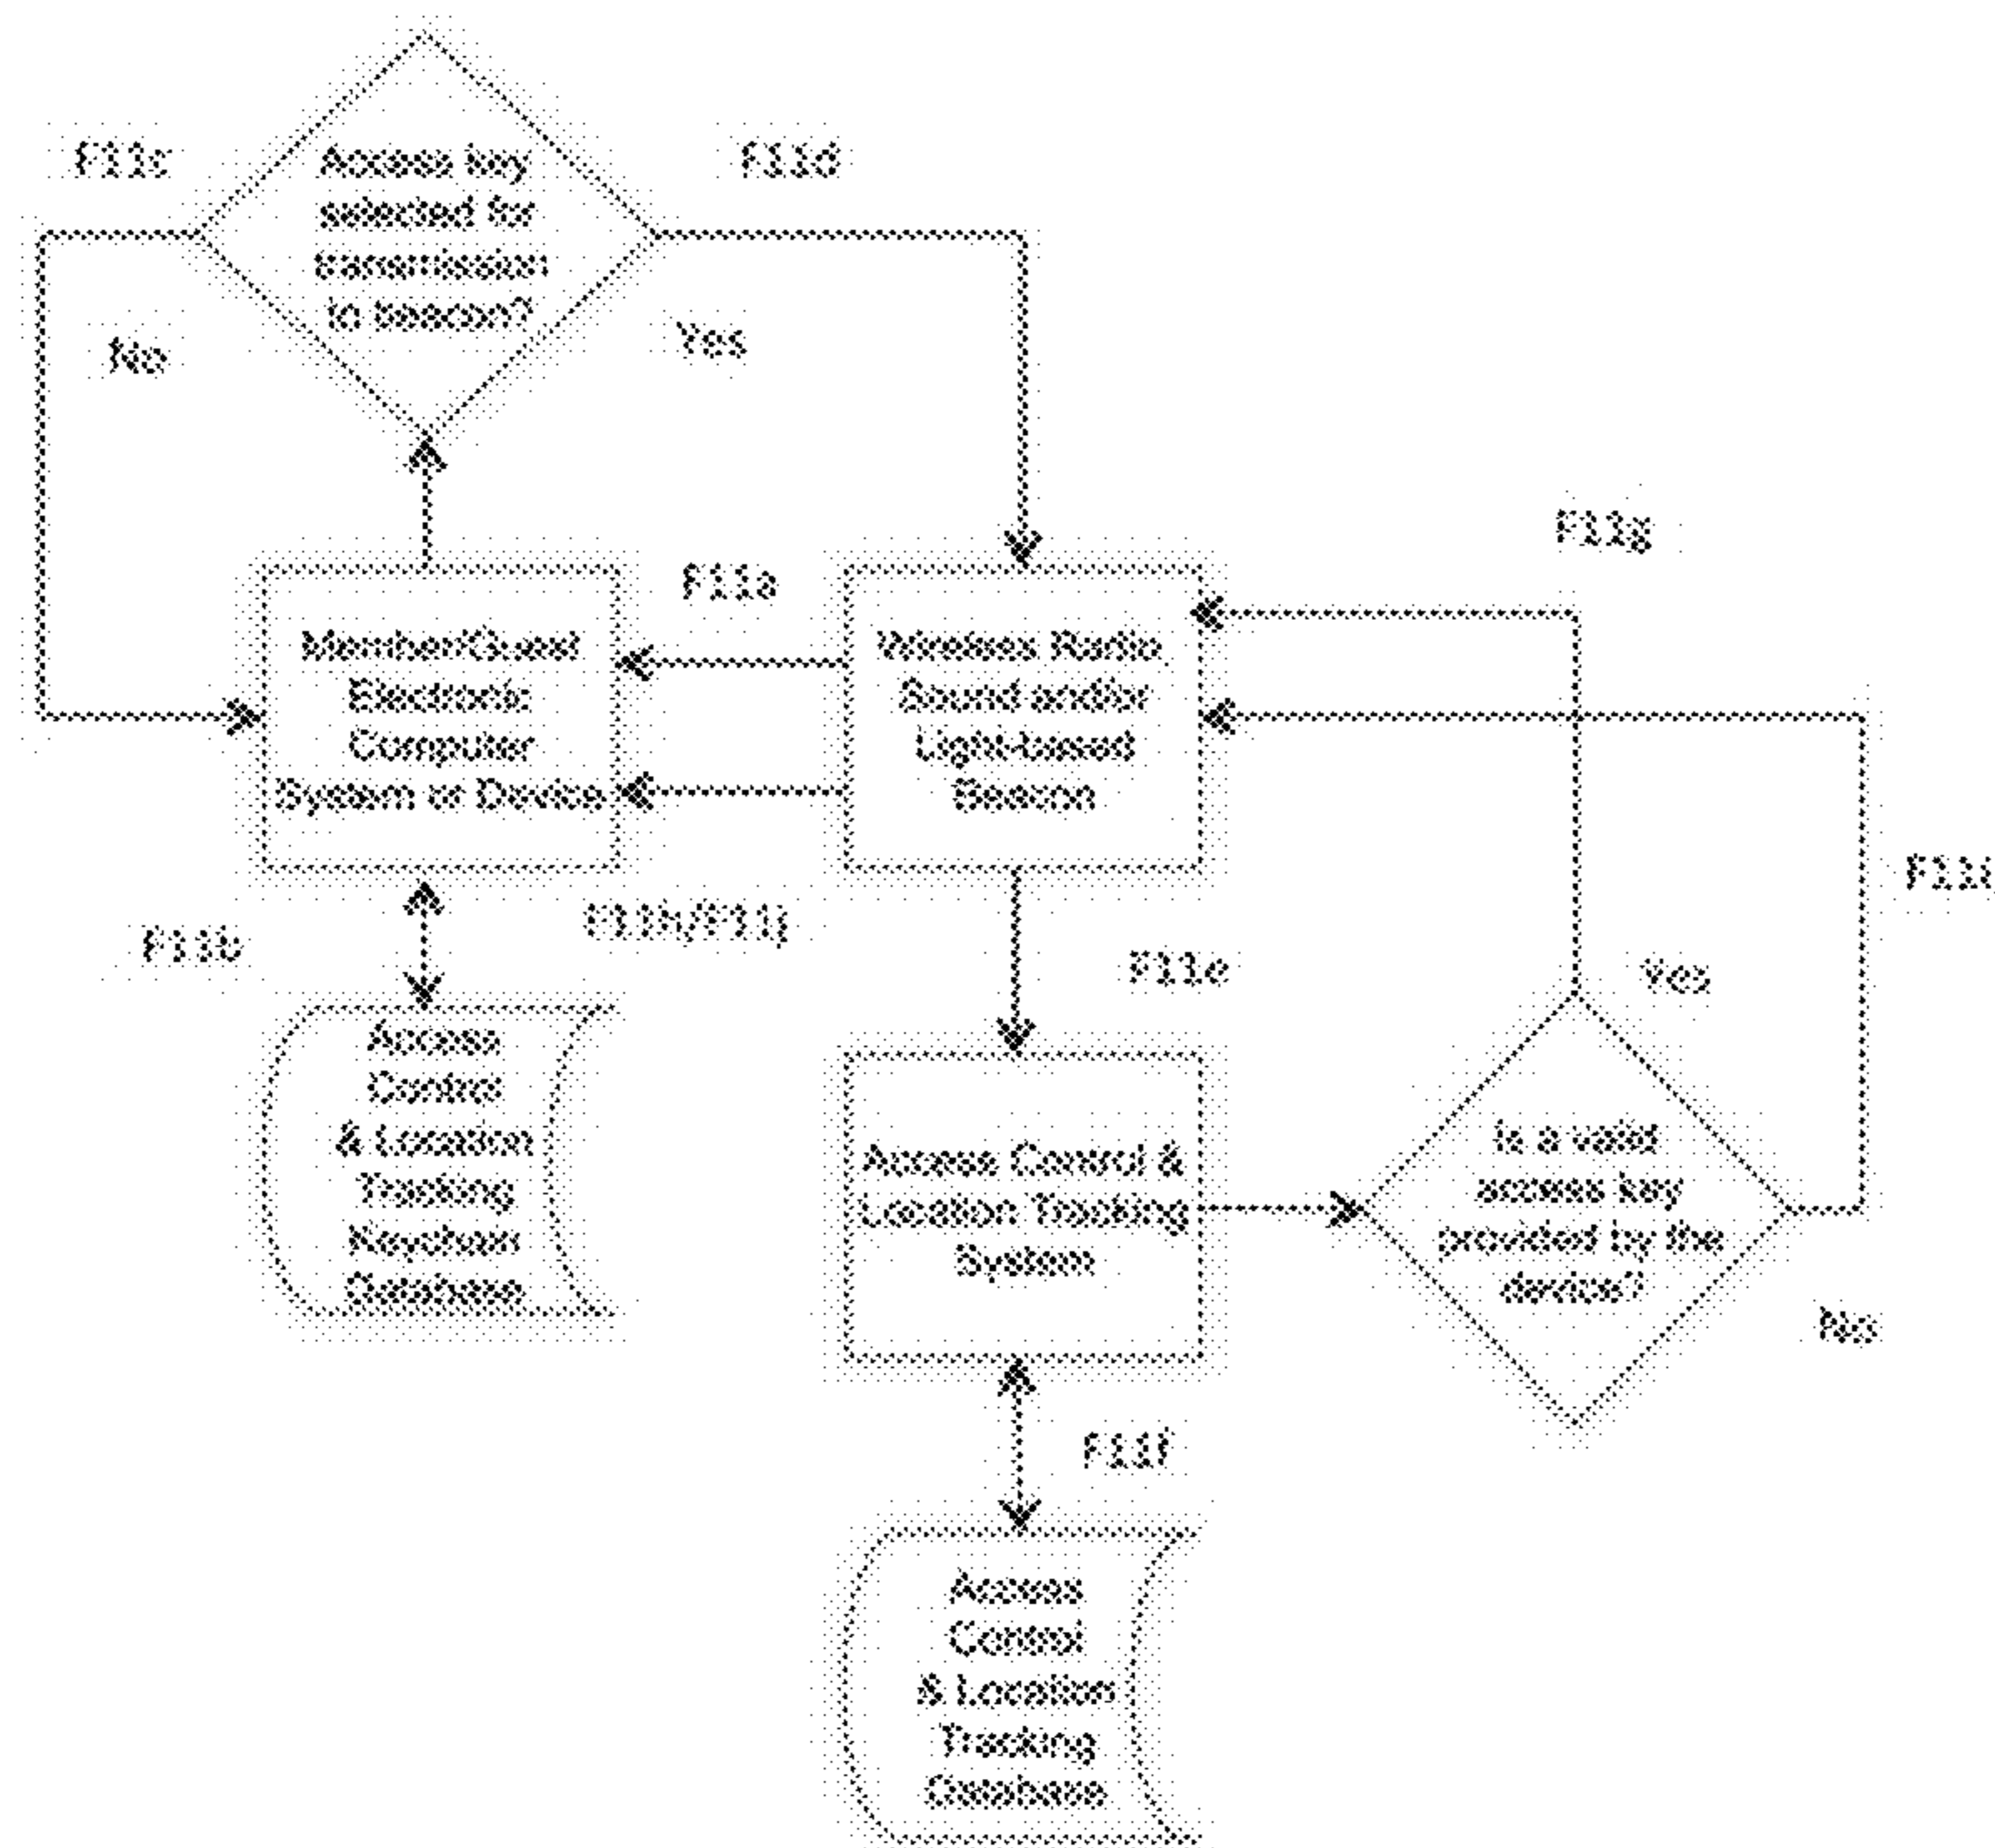 F11c
Access key
selected for
transmission
to beacon?
F11d
No
Yes
F11g
F11a
Member/Guest
Electronic
Computer
System or Device
Wireless Radio,
Sound and/or
Light-based
Beacon
F11i
F11b
F11h/F11j
F11e
Yes
Access
Control
& Location
Tracking
Keychain
Database
Access Control &
Location Tracking
System
Is a valid
access key
provided by the
device?
No
F11f
Access
Control
& Location
Tracking
Database